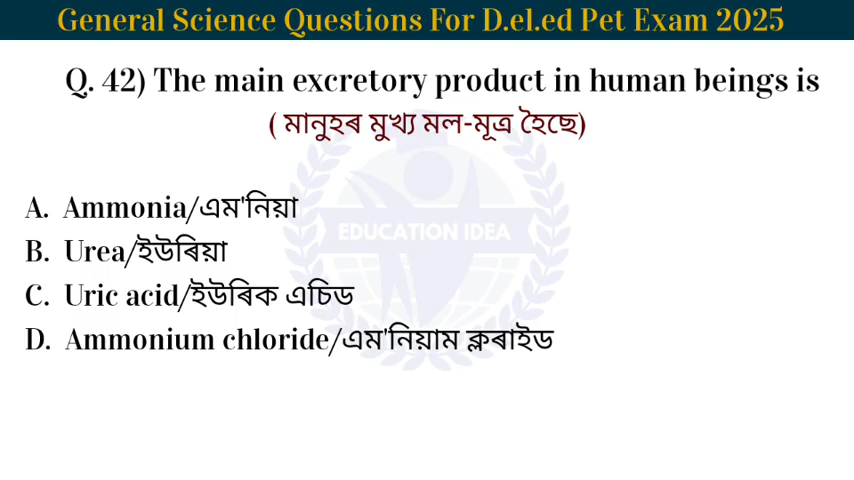 General Science Questions For D.el.ed Pet Exam 2025
Q. 42) The main excretory product in human beings is
( মানুহৰ মুখ্য মল-মূত্ৰ হৈছে)
EDUCATION IDEA
A. Ammonia/এম'নিয়া
B. Urea/ইউৰিয়া
C. Uric acid/ইউৰিক এচিড
D. Ammonium chloride/এম'নিয়াম ক্লৰাইড